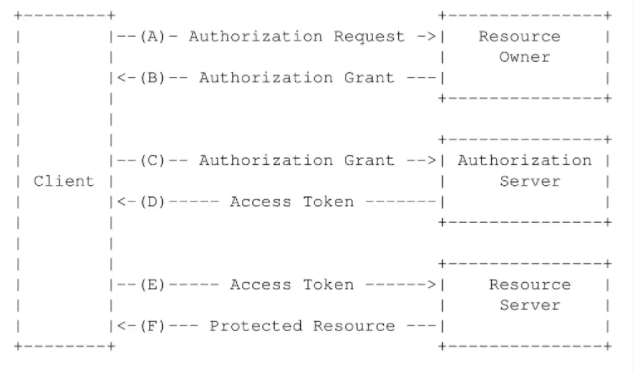 +--------+                               +---------------+
|        |--(A)- Authorization Request ->|   Resource    |
|        |                               |     Owner     |
|        |<-(B)-- Authorization Grant ---|               |
|        |                               +---------------+
|        |
|        |                               +---------------+
|        |--(C)-- Authorization Grant -->| Authorization |
| Client |                               |     Server    |
|        |<-(D)----- Access Token -------|               |
|        |                               +---------------+
|        |
|        |                               +---------------+
|        |--(E)----- Access Token ------>|    Resource   |
|        |                               |     Server    |
|        |<-(F)--- Protected Resource ---|               |
+--------+                               +---------------+